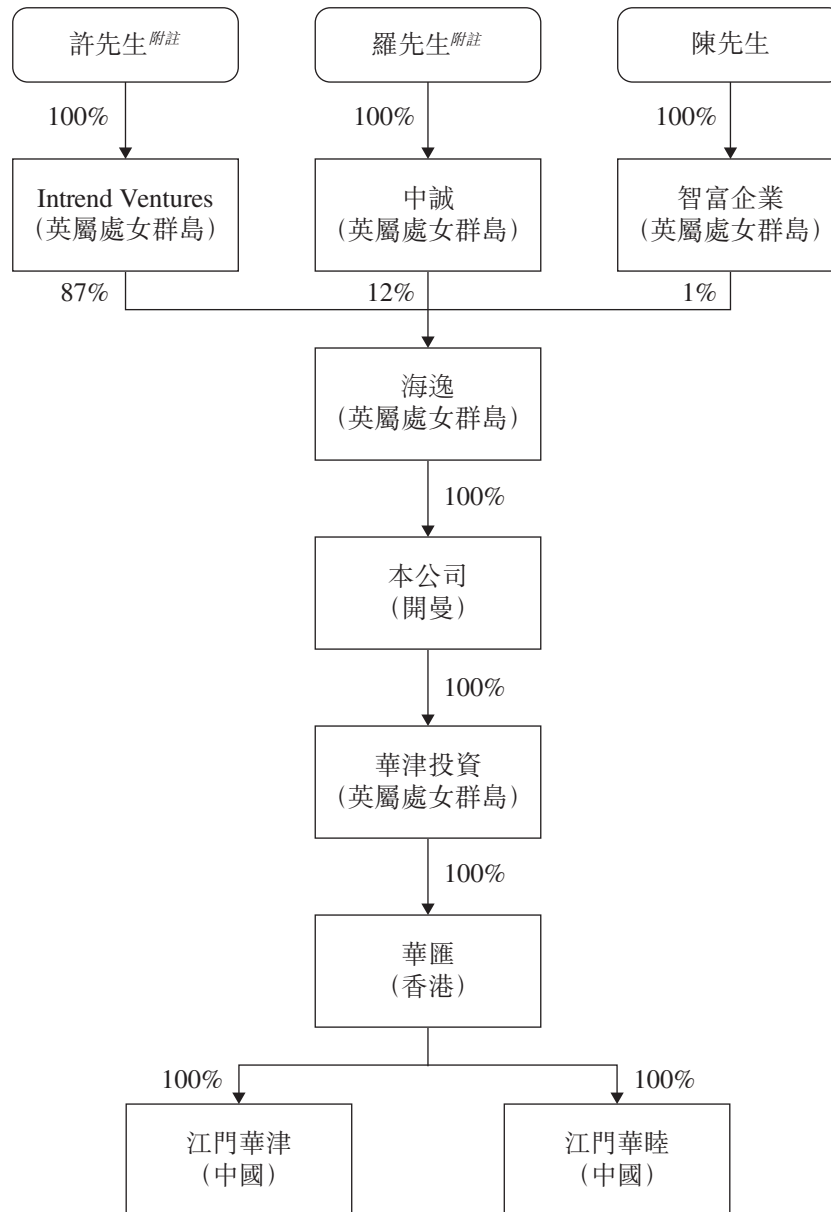 許先生附註
羅先生附註
陳先生
100%
100%
100%
Intrend Ventures
(英屬處女群島)
中誠
(英屬處女群島)
智富企業
(英屬處女群島)
87%
12%
1%
海逸
(英屬處女群島)
100%
本公司
(開曼)
100%
華津投資
(英屬處女群島)
100%
華匯
(香港)
100%
100%
江門華津
(中國)
江門華睦
(中國)